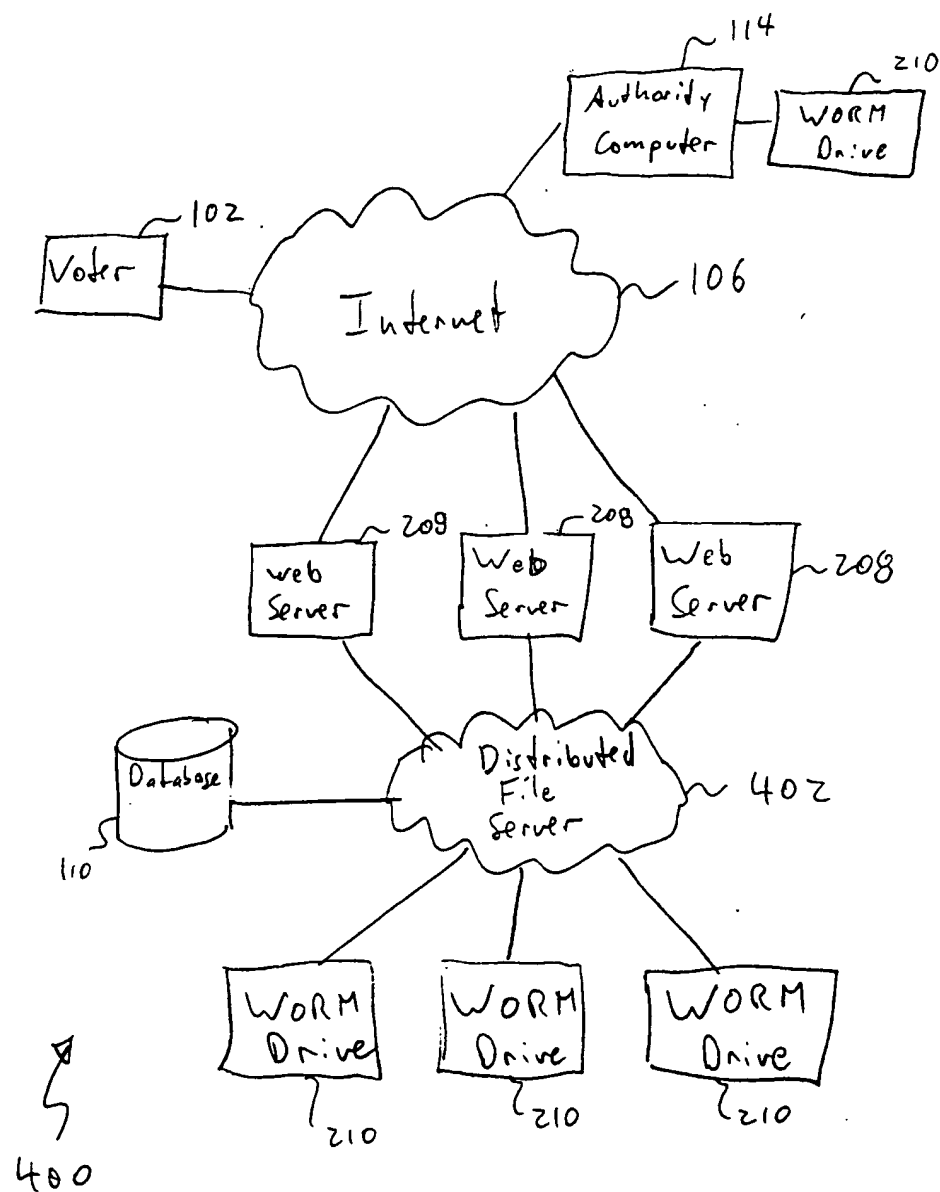 114
210
Authority
Computer
WORM
Drive
102
Voter
106
Internet
209
208
web
Server
Web
Server
Web
Server
208
Database
110
Distributed
File
Server
402
WORM
Drive
WORM
Drive
WORM
Drive
210
210
210
400